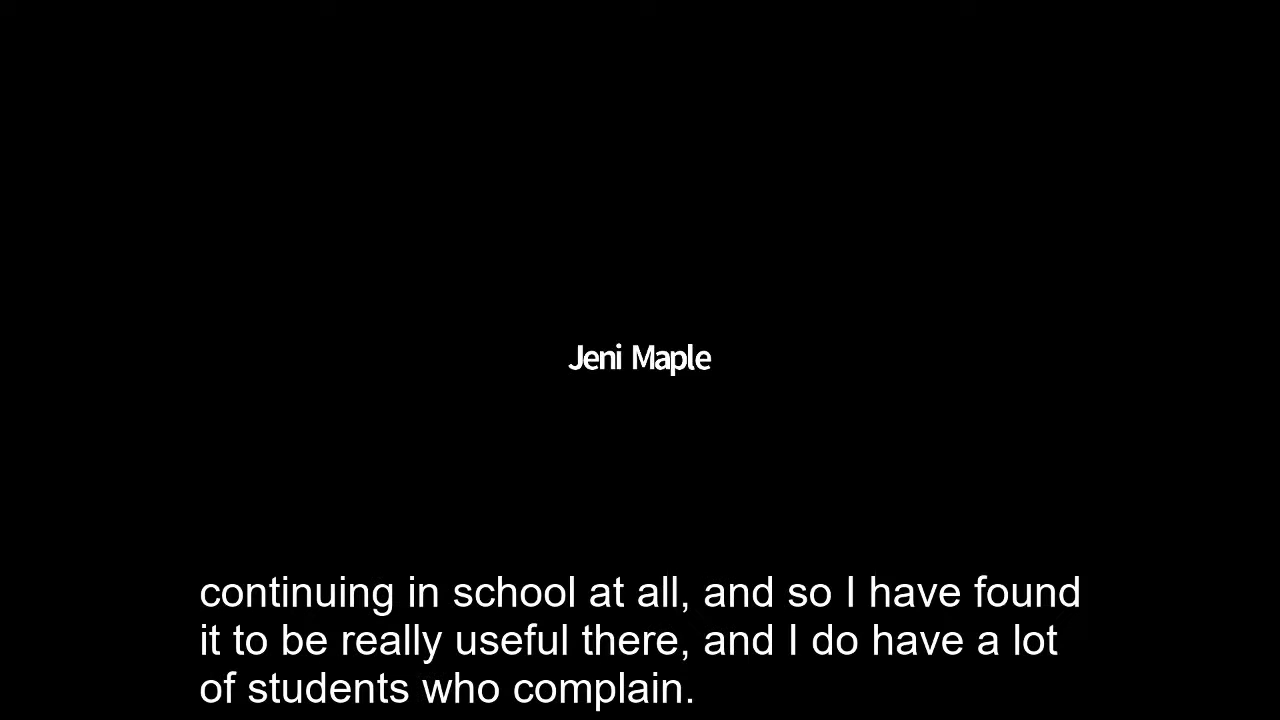 Jeni Maple
continuing in school at all, and so I have found
it to be really useful there, and I do have a lot
of students who complain.